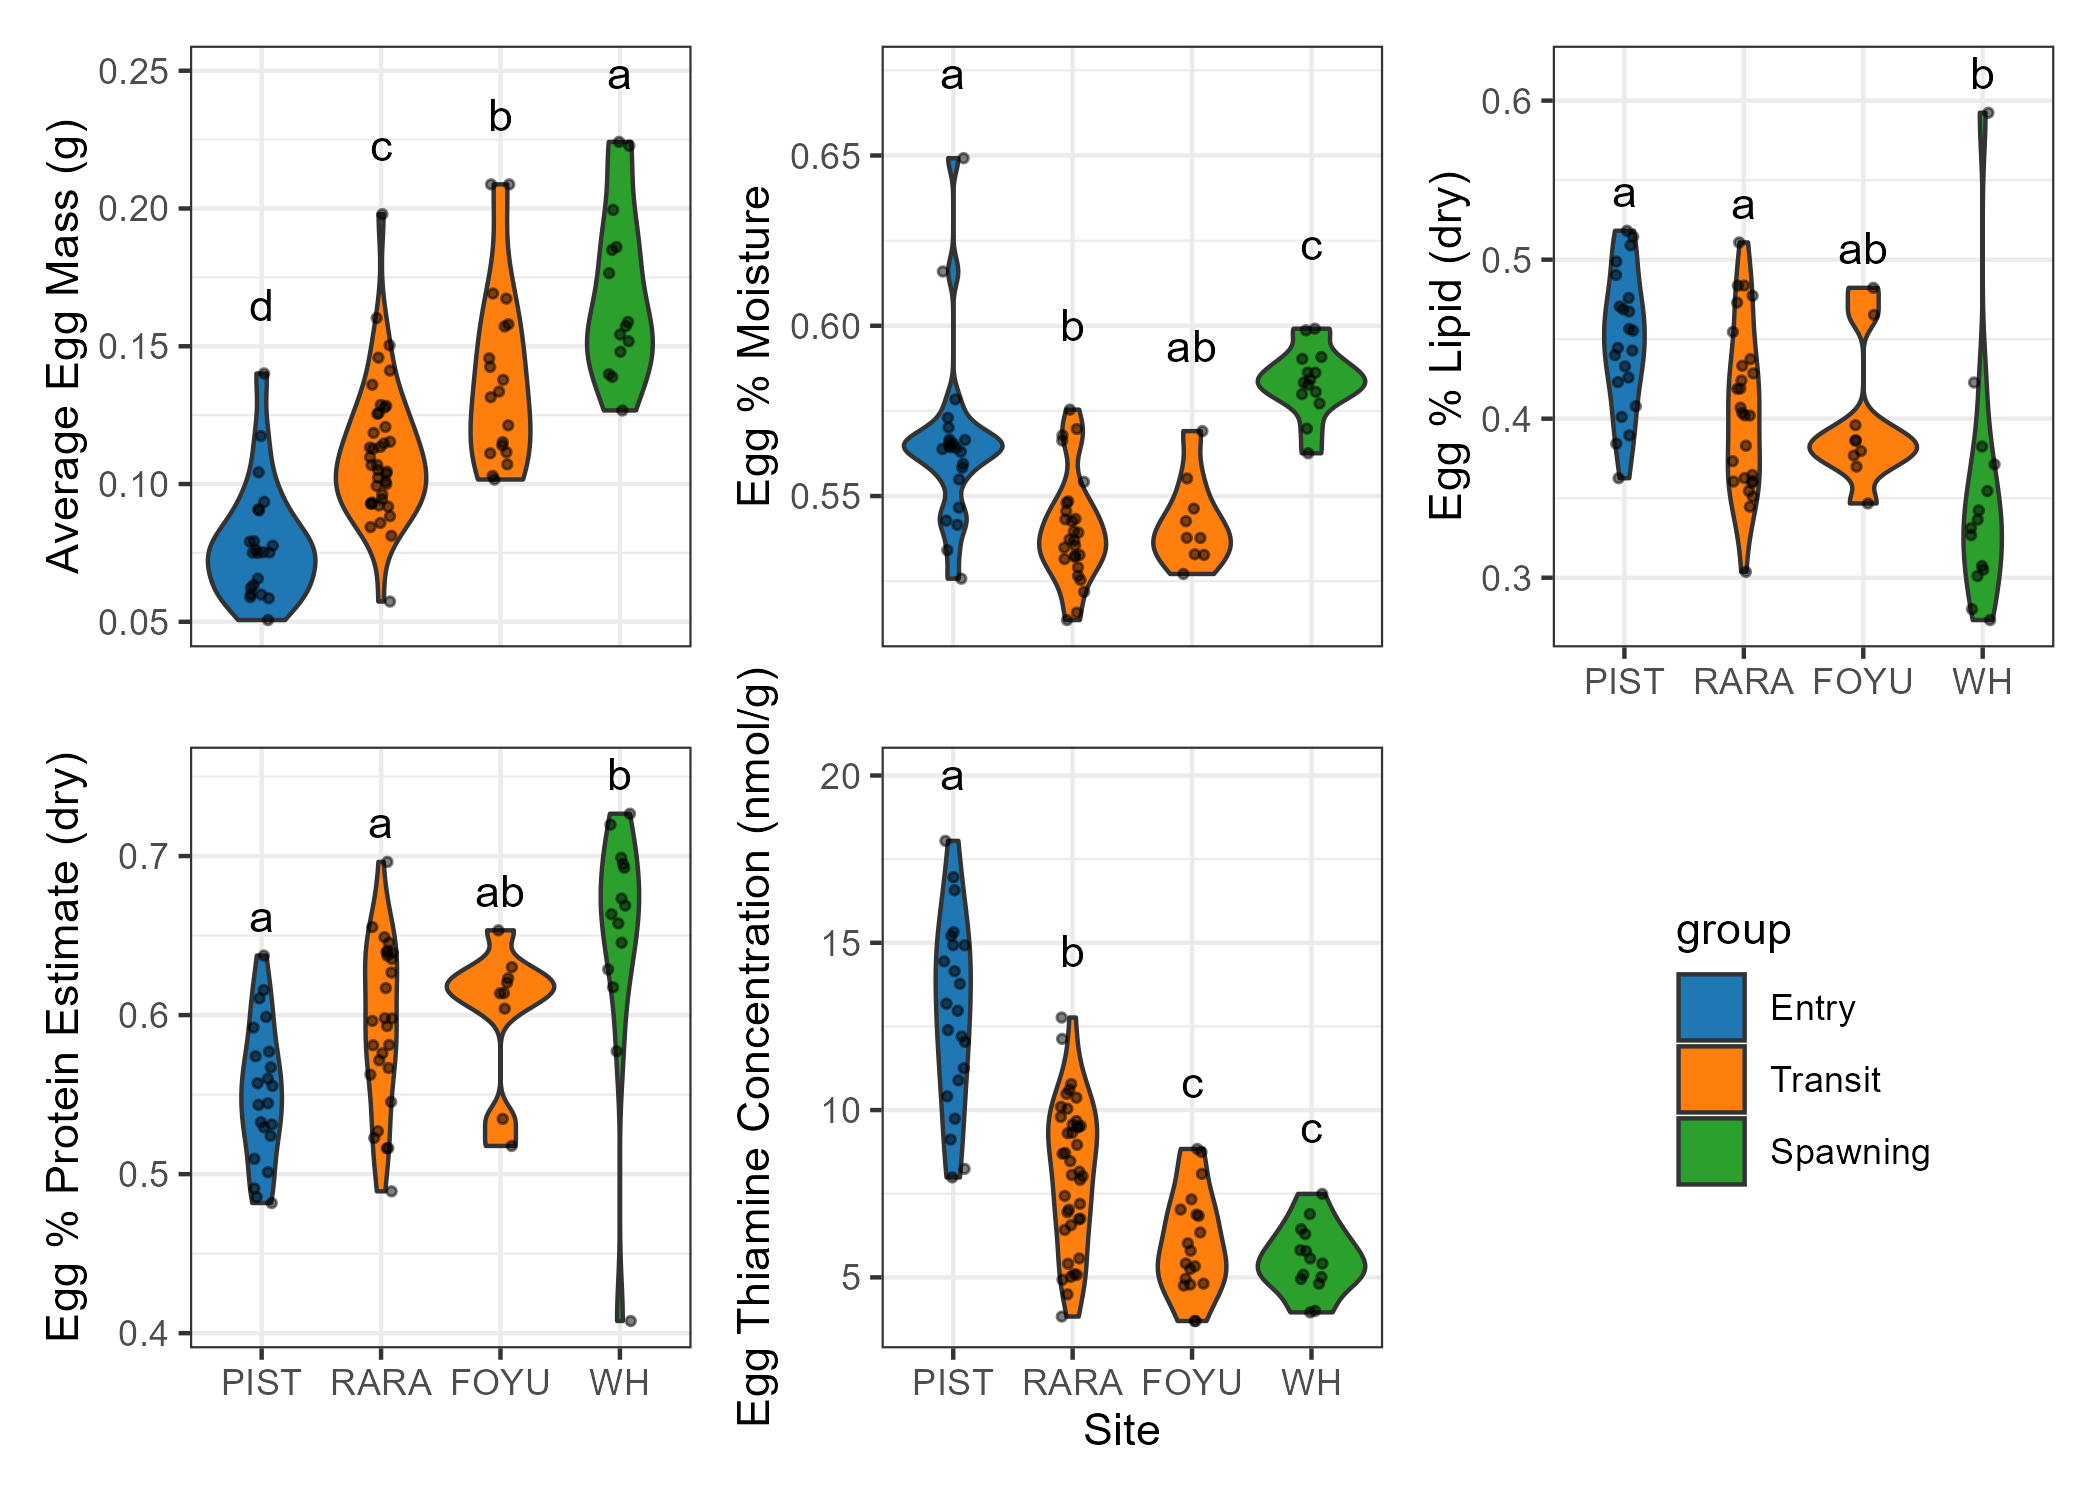 Average Egg Mass (g)
0.25
0.20
0.15
0.10
0.05
d
c
b
a
Egg % Moisture
0.65
0.60
0.55
a
b
ab
c
Egg % Lipid (dry)
0.6
0.5
0.4
0.3
a
a
ab
b
PIST RARA FOYU WH
Egg % Protein Estimate (dry)
0.7
0.6
0.5
0.4
a
a
ab
b
PIST RARA FOYU WH
Egg Thiamine Concentration (nmol/g)
20
15
10
5
a
b
c
c
PIST RARA FOYU WH
Site
group
Entry
Transit
Spawning